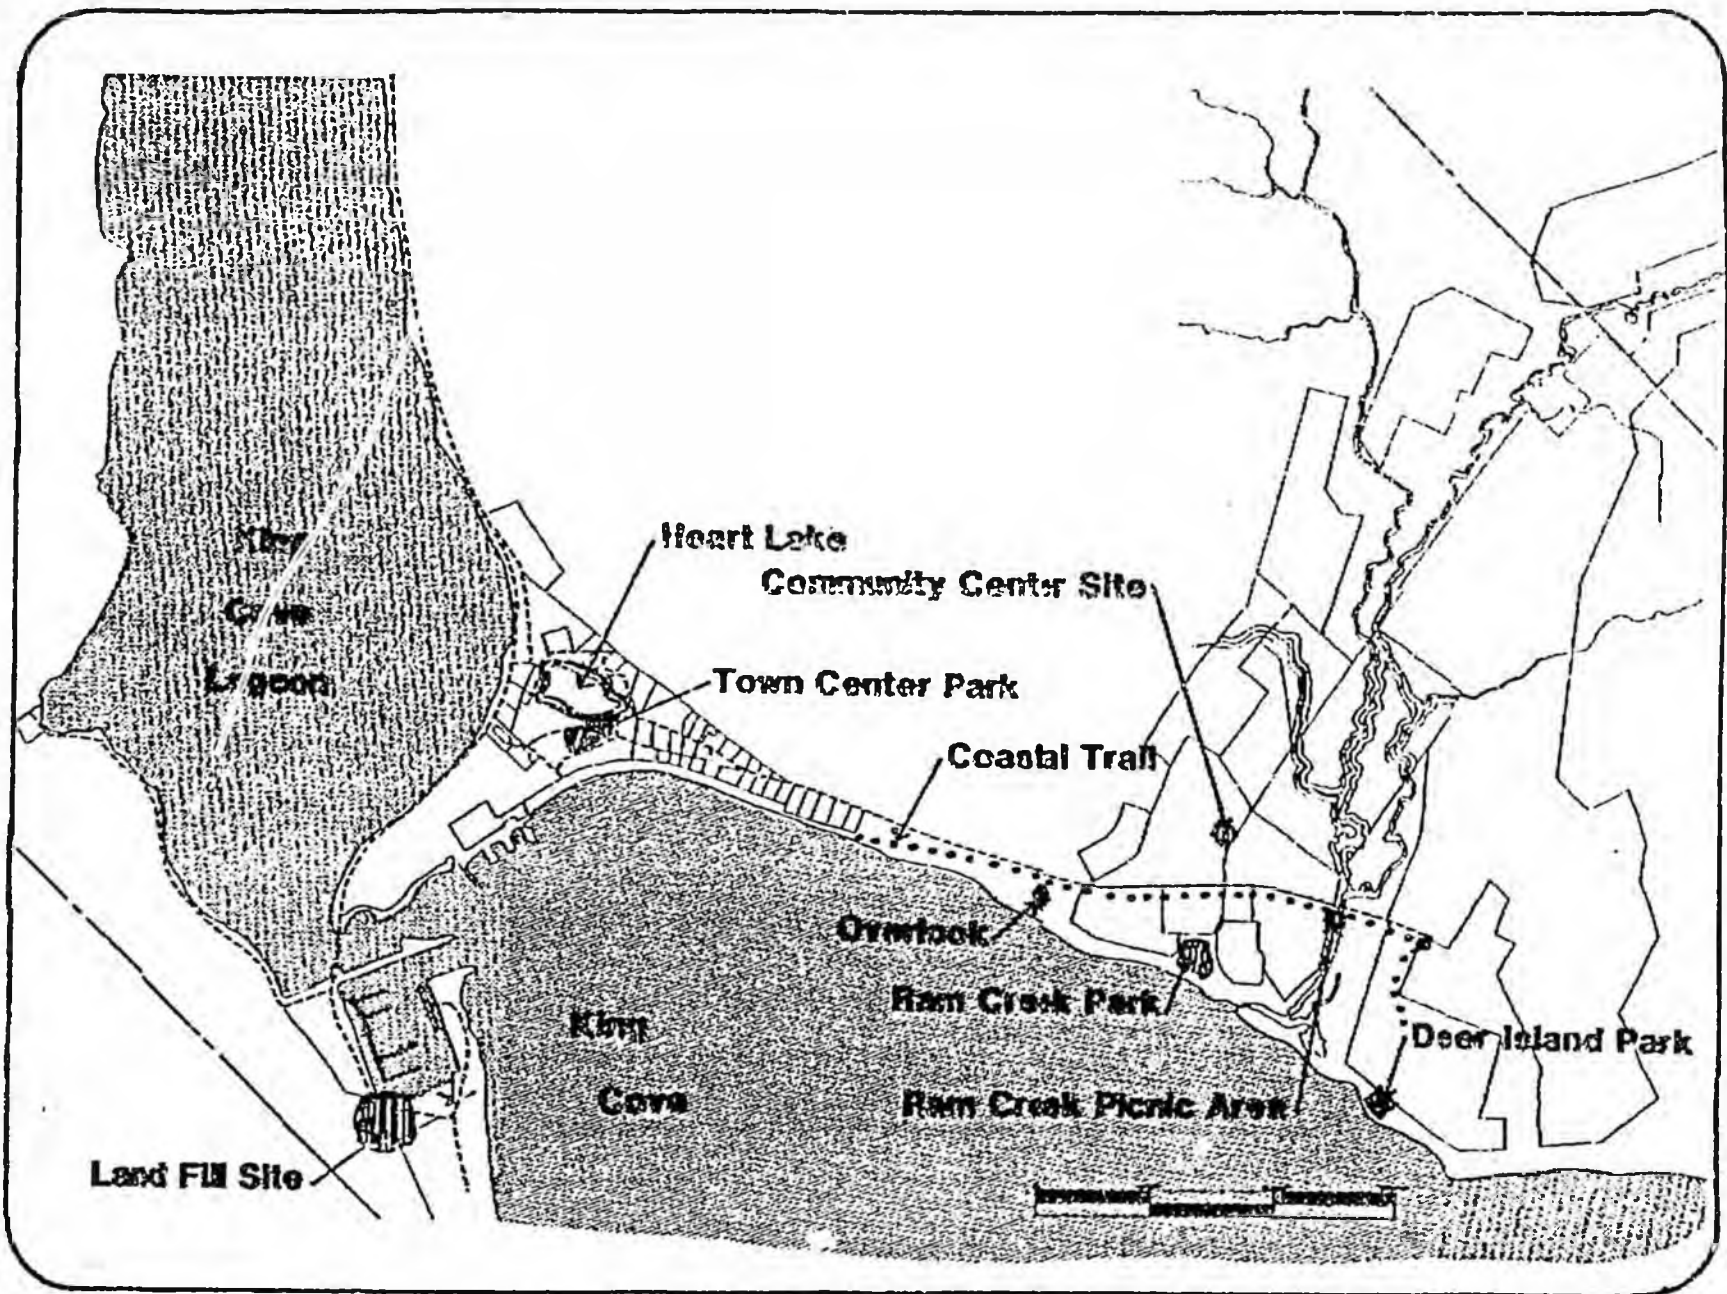 Heart Lake
Community Center Site
King
Cove
Lagoon
Town Center Park
Coastal Trail
Overlook
Ram Creek Park
King
Deer Island Park
Cove
Ram Creek Picnic Area
Land Fill Site